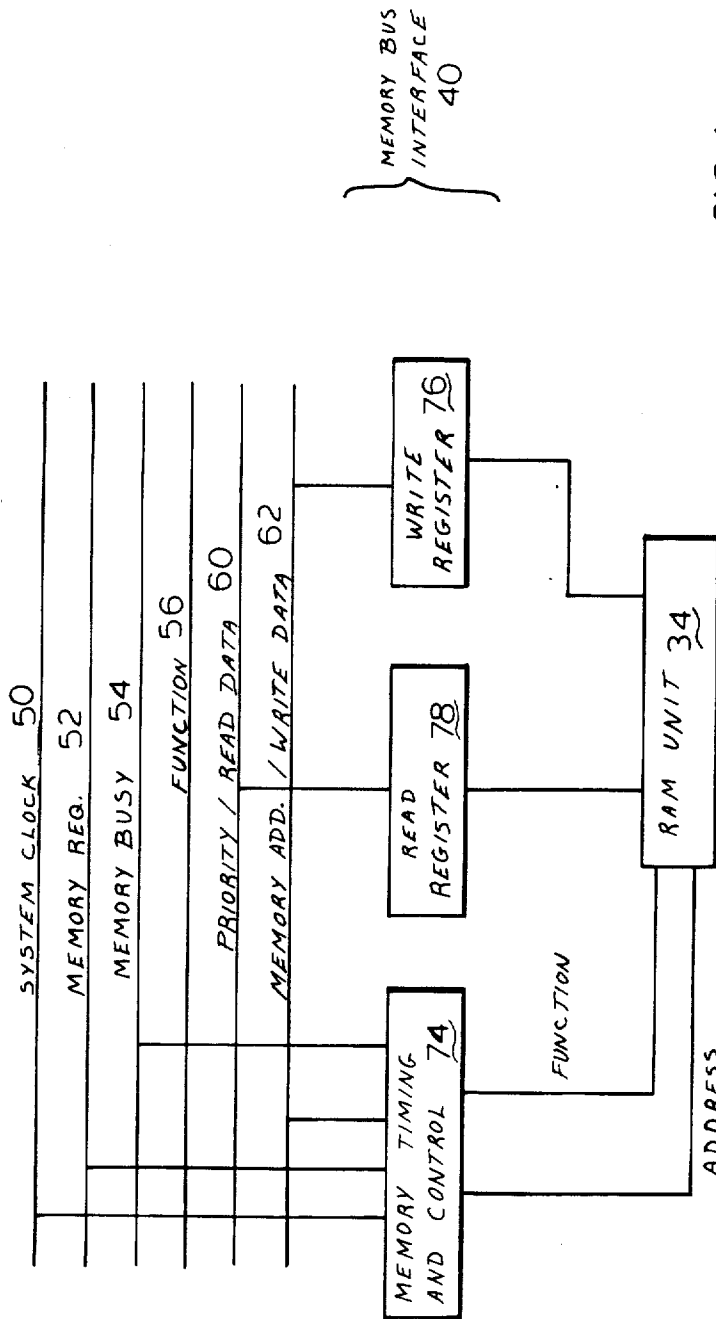 SYSTEM CLOCK 50
MEMORY REQ. 52
MEMORY BUSY 54
FUNCTION 56
PRIORITY / READ DATA 60
MEMORY ADD. / WRITE DATA 62
MEMORY BUS
INTERFACE
40
MEMORY TIMING
AND CONTROL 74
READ
REGISTER 78
WRITE
REGISTER 76
FUNCTION
ADDRESS
RAM UNIT 34